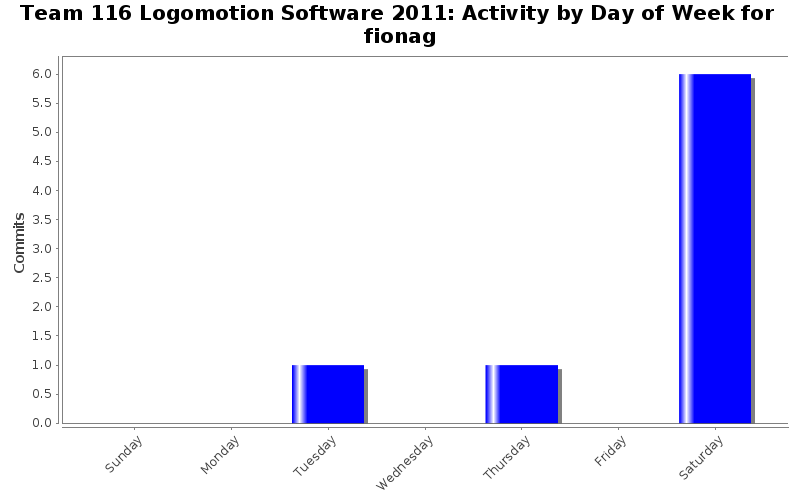 Team 116 Logomotion Software 2011: Activity by Day of Week for
fionag
6.0
5.5
5.0
4.5
4.0
3.5
3.0
2.5
2.0
1.5
1.0
0.5
0.0
Commits
Sunday
Monday
Tuesday
Wednesday
Thursday
Friday
Saturday